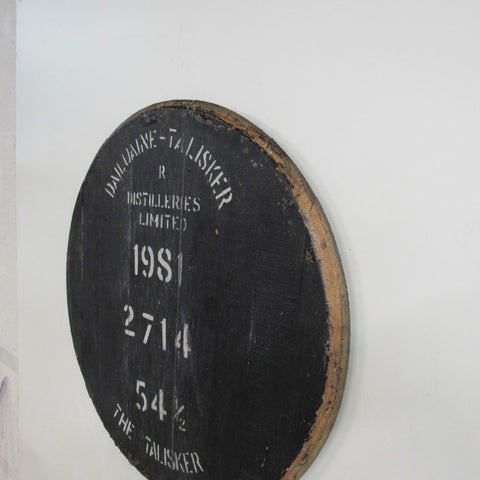 DAILUAINE-TALISKER
R
DISTILLERIES
LIMITED
1981
2714
54½
THE TALISKER